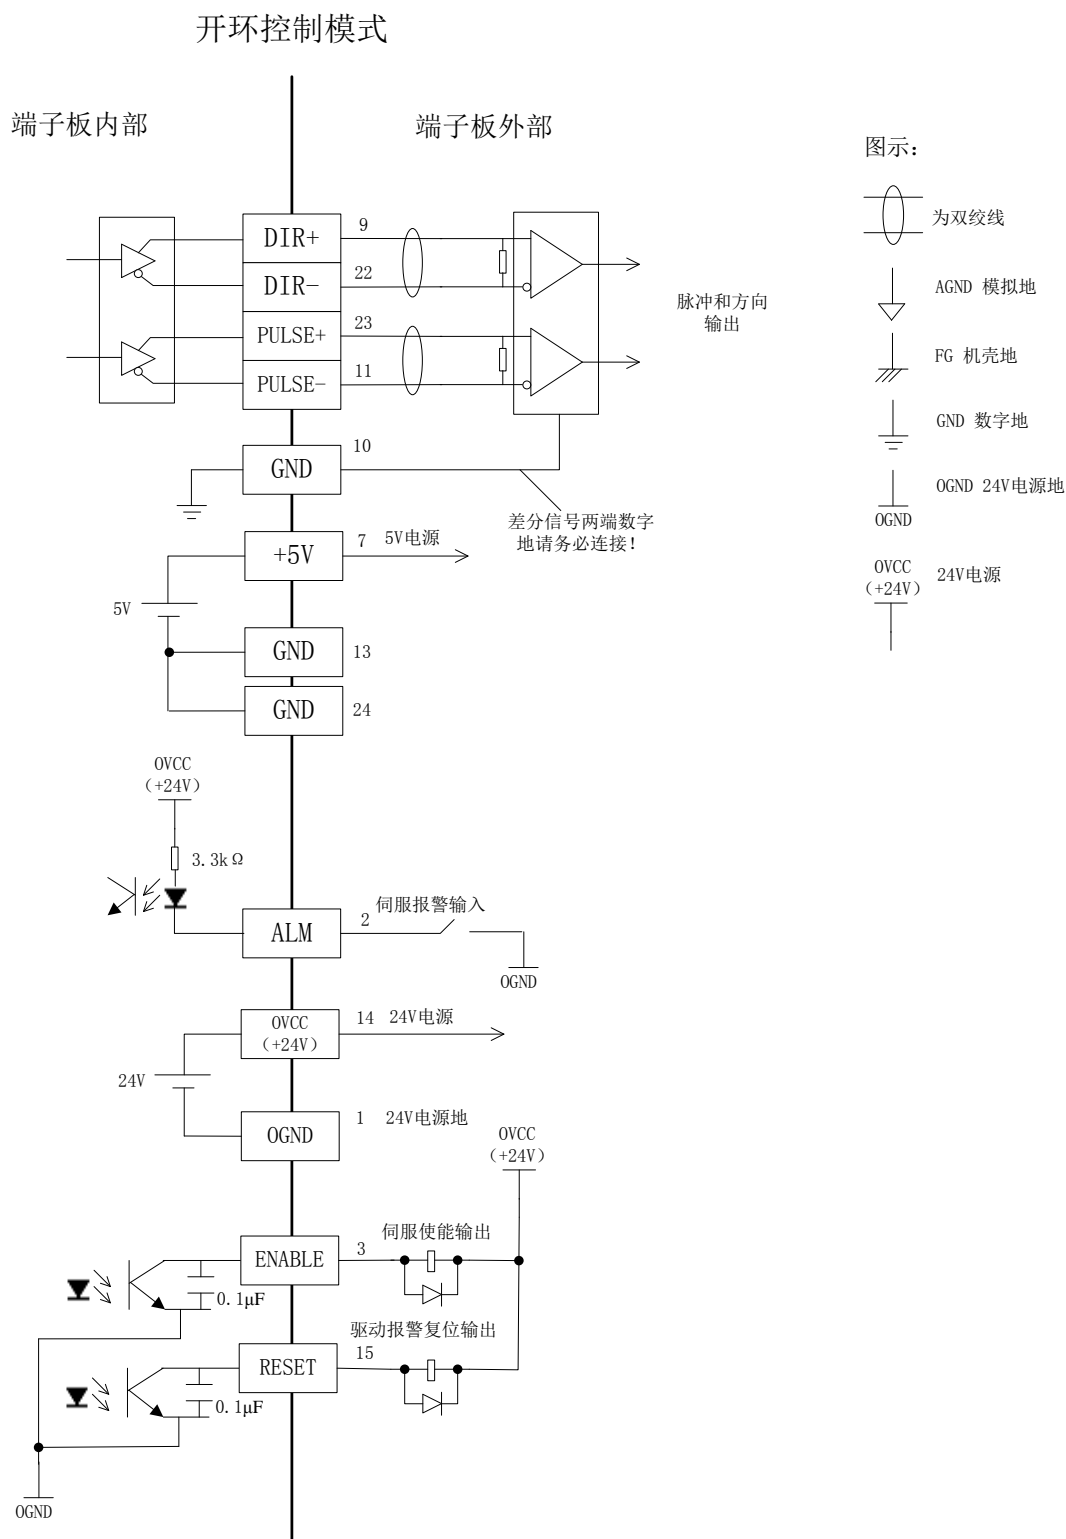 开环控制模式
端子板内部
端子板外部
图示：
DIR+
9
DIR-
22
PULSE+
23
PULSE-
11
脉冲和方向
输出
为双绞线
AGND 模拟地
FG 机壳地
GND 数字地
OGND 24V电源地
OGND
OVCC
(+24V)
24V电源
GND
10
差分信号两端数字
地请务必连接！
+5V
7
5V电源
5V
GND
13
GND
24
OVCC
(+24V)
3.3kΩ
ALM
2
伺服报警输入
OGND
OVCC
(+24V)
14
24V电源
24V
OGND
1
24V电源地
OVCC
(+24V)
ENABLE
3
伺服使能输出
0.1μF
驱动报警复位输出
RESET
15
0.1μF
OGND